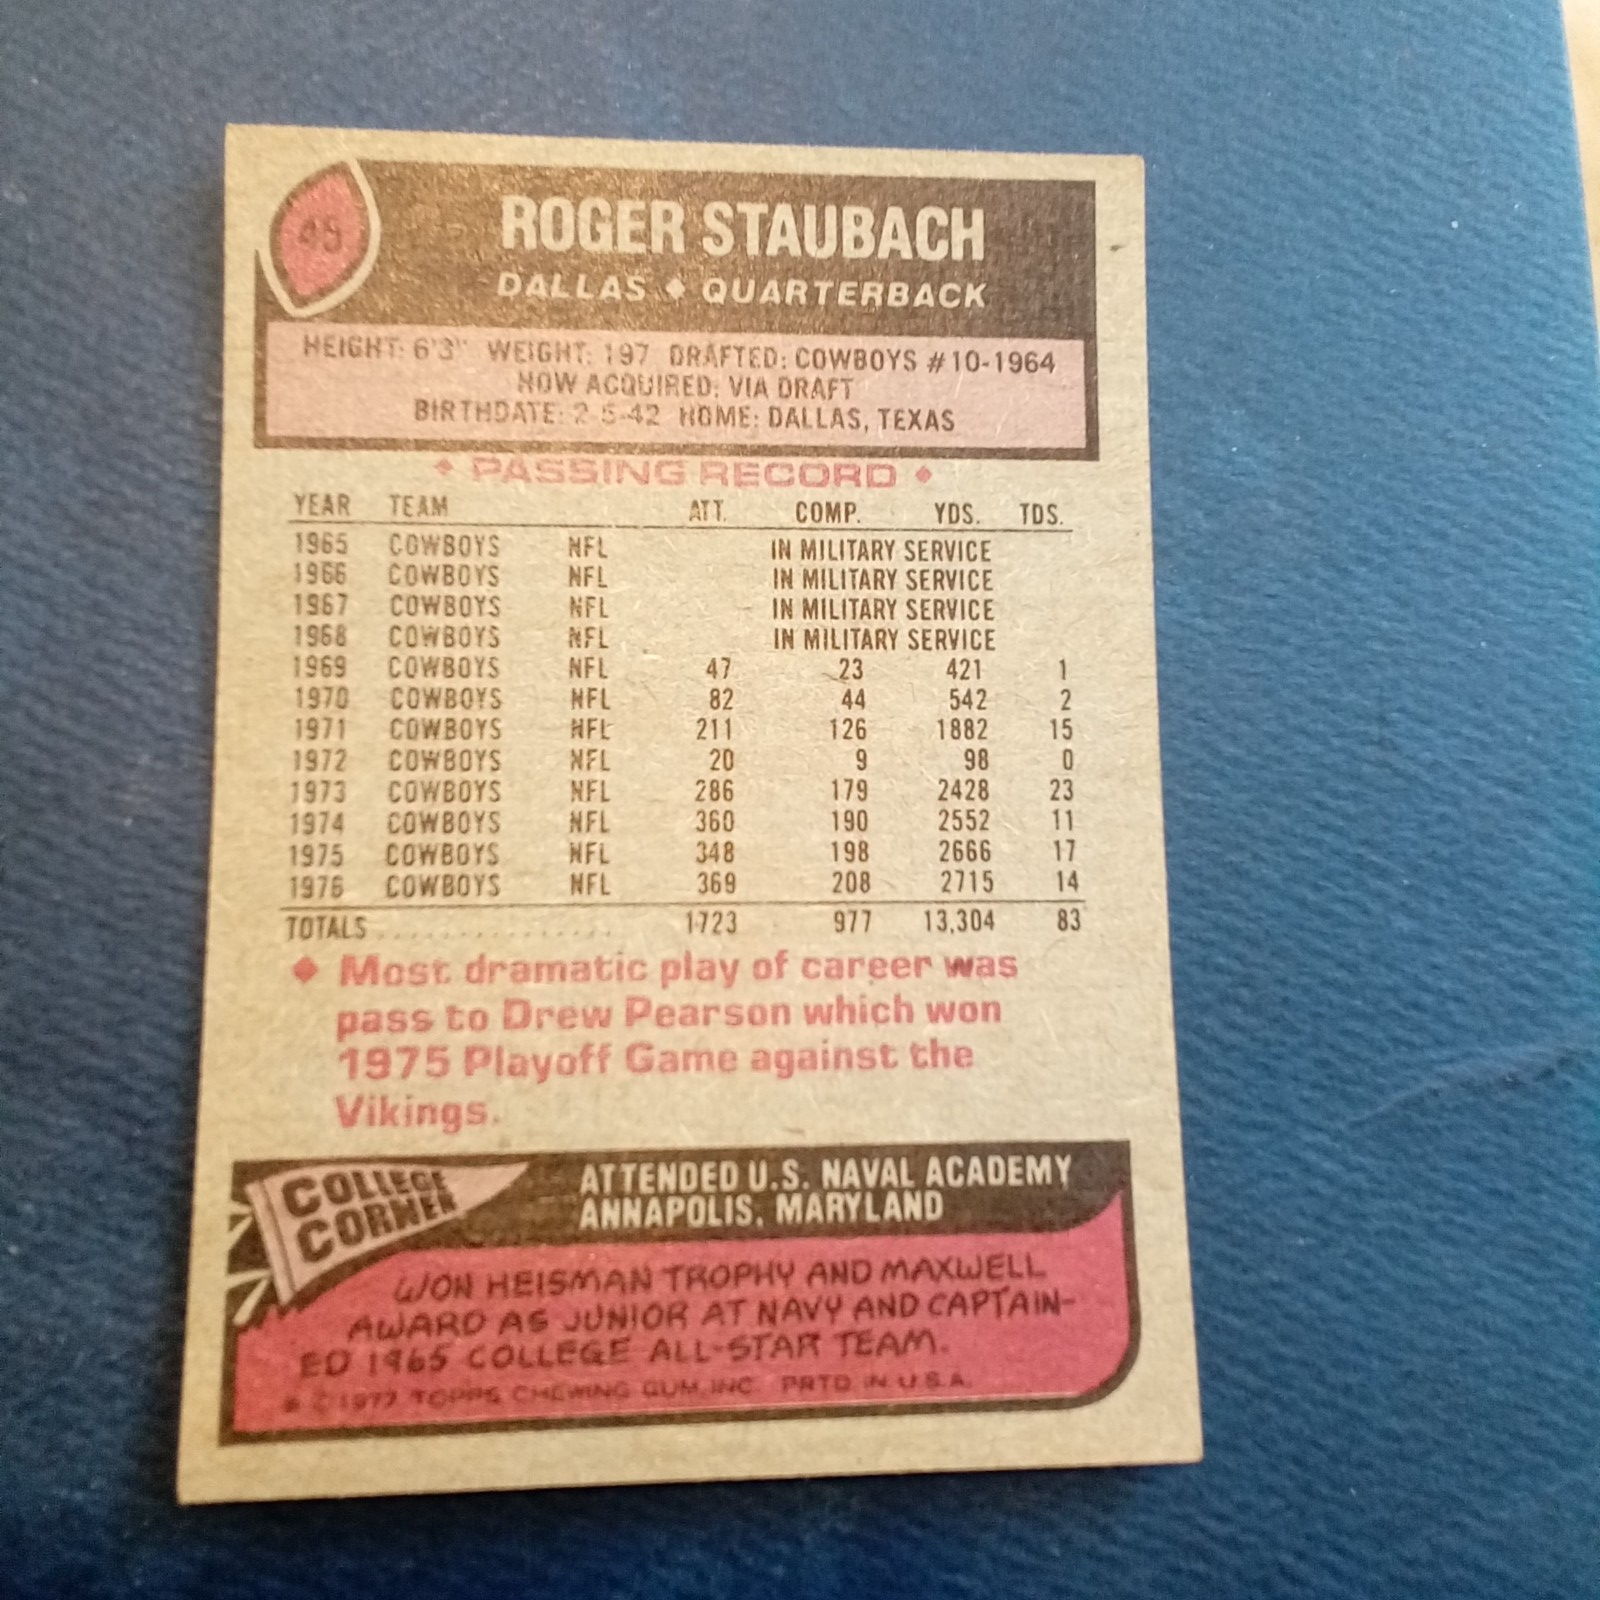 45
ROGER STAUBACH
DALLAS ♦ QUARTERBACK
HEIGHT: 6'3" WEIGHT: 197 DRAFTED: COWBOYS #10-1964
HOW ACQUIRED: VIA DRAFT
BIRTHDATE: 2-5-42 HOME: DALLAS, TEXAS
♦ PASSING RECORD ♦
YEAR TEAM ATT. COMP. YDS. TDS.
1965 COWBOYS NFL IN MILITARY SERVICE
1966 COWBOYS NFL IN MILITARY SERVICE
1967 COWBOYS NFL IN MILITARY SERVICE
1968 COWBOYS NFL IN MILITARY SERVICE
1969 COWBOYS NFL 47 23 421 1
1970 COWBOYS NFL 82 44 542 2
1971 COWBOYS NFL 211 126 1882 15
1972 COWBOYS NFL 20 9 98 0
1973 COWBOYS NFL 286 179 2428 23
1974 COWBOYS NFL 360 190 2552 11
1975 COWBOYS NFL 348 198 2666 17
1976 COWBOYS NFL 369 208 2715 14
TOTALS ............... 1723 977 13,304 83
♦ Most dramatic play of career was
pass to Drew Pearson which won
1975 Playoff Game against the
Vikings.
COLLEGE
CORNER
ATTENDED U.S. NAVAL ACADEMY
ANNAPOLIS, MARYLAND
WON HEISMAN TROPHY AND MAXWELL
AWARD AS JUNIOR AT NAVY AND CAPTAIN-
ED 1965 COLLEGE ALL-STAR TEAM.
* © 1977 TOPPS CHEWING GUM, INC. PRTD IN U.S.A.